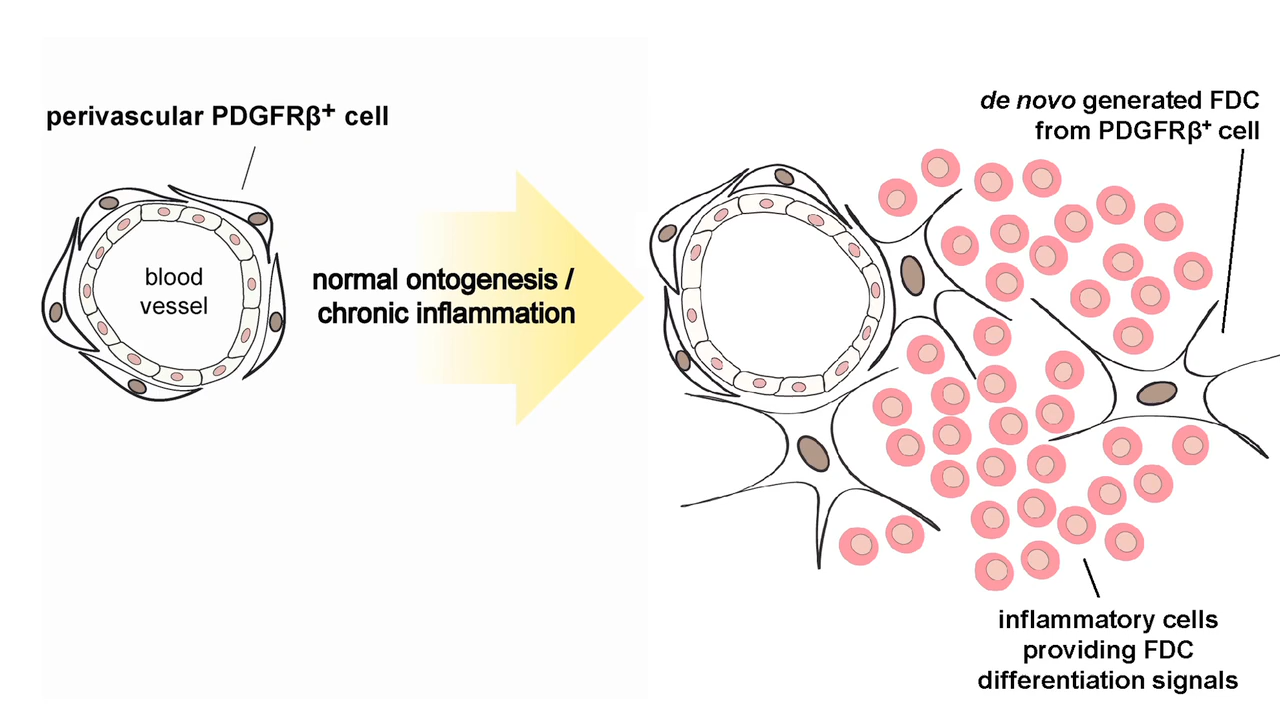 perivascular PDGFRβ+ cell
blood
vessel
normal ontogenesis /
chronic inflammation
de novo generated FDC
from PDGFRβ+ cell
inflammatory cells
providing FDC
differentiation signals